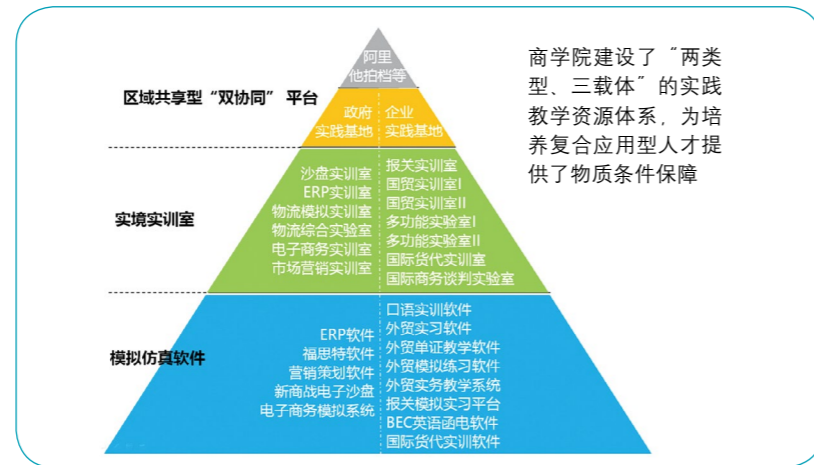 阿里
他拍档等
区域共享型“双协同” 平台
政府
实践基地
企业
实践基地
实境实训室
沙盘实训室
ERP实训室
物流模拟实训室
物流综合实验室
电子商务实训室
市场营销实训室
报关实训室
国贸实训室I
国贸实训室II
多功能实验室I
多功能实验室II
国际货代实训室
国际商务谈判实验室
模拟仿真软件
ERP软件
福思特软件
营销策划软件
新商战电子沙盘
电子商务模拟系统
口语实训软件
外贸实习软件
外贸单证教学软件
外贸模拟练习软件
外贸实务教学系统
报关模拟实习平台
BEC英语函电软件
国际货代实训软件
商学院建设了“两类
型、三载体”的实践
教学资源体系，为培
养复合应用型人才提
供了物质条件保障